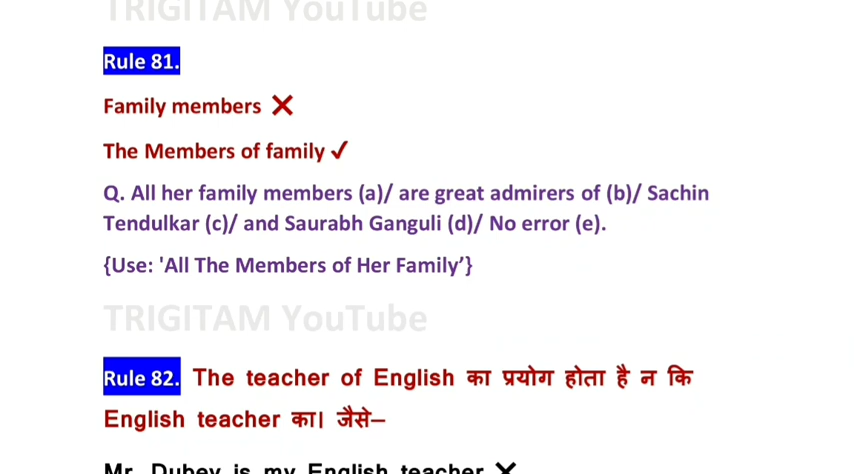 TRIGITAM YouTube
Rule 81.
Family members ❌
The Members of family ✓
Q. All her family members (a)/ are great admirers of (b)/ Sachin
Tendulkar (c)/ and Saurabh Ganguli (d)/ No error (e).
{Use: 'All The Members of Her Family’}
TRIGITAM YouTube
Rule 82. The teacher of English का प्रयोग होता है न कि
English teacher का। जैसे–
Mr. Dubey is my English teacher ❌